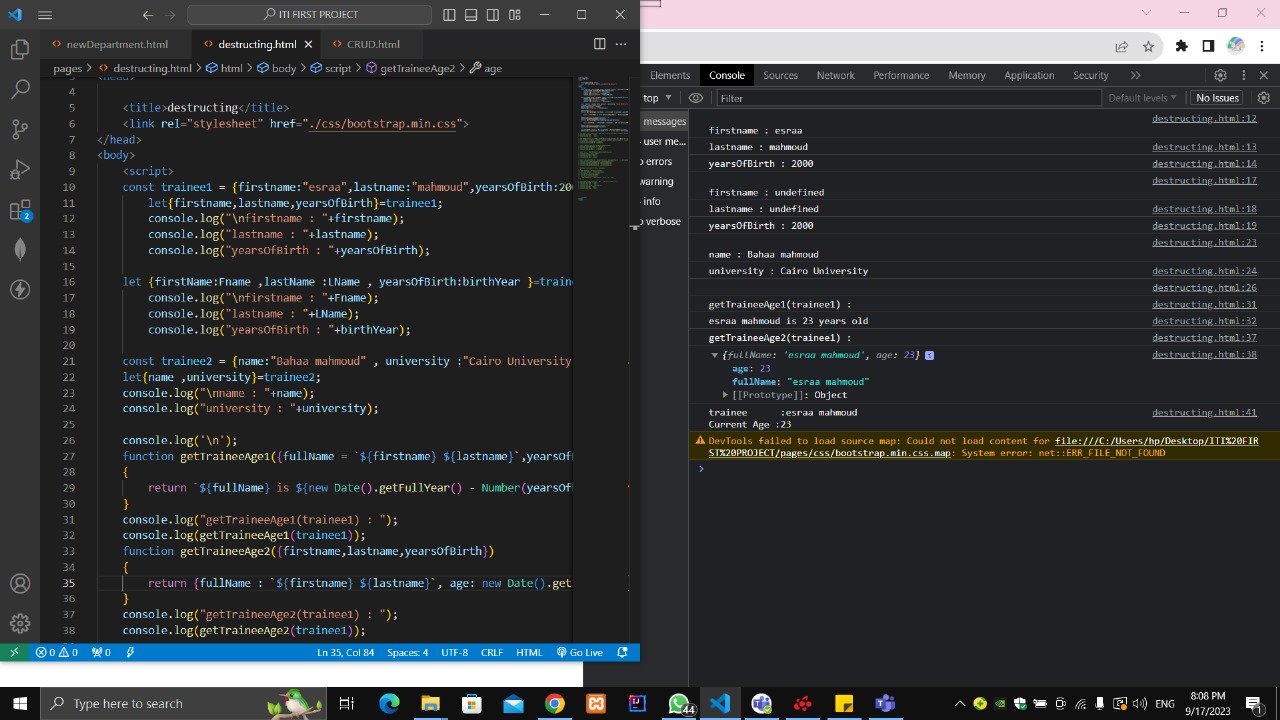 ITI FIRST PROJECT
newDepartment.html
destructing.html
CRUD.html
pages > destructing.html > html > body > script > getTraineeAge2 > age
3 <head>
4
5 <title>destructing</title>
6 <link rel="stylesheet" href="css/bootstrap.min.css">
7 </head>
8 <body>
9 <script>
10 const trainee1 = {firstname:"esraa",lastname:"mahmoud",yearsOfBirth:200
11 let{firstname,lastname,yearsOfBirth}=trainee1;
12 console.log("\nfirstname : "+firstname);
13 console.log("lastname : "+lastname);
14 console.log("yearsOfBirth : "+yearsOfBirth);
15
16 let {firstName:Fname ,lastName :LName , yearsOfBirth:birthYear }=traine
17 console.log("\nfirstname : "+Fname);
18 console.log("lastname : "+LName);
19 console.log("yearsOfBirth : "+birthYear);
20
21 const trainee2 = {name:"Bahaa mahmoud" , university :"Cairo University
22 let{name ,university}=trainee2;
23 console.log("\nname : "+name);
24 console.log("university : "+university);
25
26 console.log('\n');
27 function getTraineeAge1({fullName = `${firstname} ${lastname}`,yearsOf
28 {
29 return `${fullName} is ${new Date().getFullYear() - Number(yearsOf
30 }
31 console.log("getTraineeAge1(trainee1) : ");
32 console.log(getTraineeAge1(trainee1));
33 function getTraineeAge2({firstname,lastname,yearsOfBirth})
34 {
35 return {fullName : `${firstname} ${lastname}`, age: new Date().get
36 }
37 console.log("getTraineeAge2(trainee1) : ");
38 console.log(getTraineeAge2(trainee1));
2
0 0 0 Ln 35, Col 84 Spaces: 4 UTF-8 CRLF HTML Go Live
Elements Console Sources Network Performance Memory Application Security
top Filter Default levels No Issues
messages
user me...
o errors
warning
info
o verbose
destructing.html:12
firstname : esraa
lastname : mahmoud destructing.html:13
yearsOfBirth : 2000 destructing.html:14
destructing.html:17
firstname : undefined
lastname : undefined destructing.html:18
yearsOfBirth : 2000 destructing.html:19
destructing.html:23
name : Bahaa mahmoud
university : Cairo University destructing.html:24
destructing.html:26
getTraineeAge1(trainee1) : destructing.html:31
esraa mahmoud is 23 years old destructing.html:32
getTraineeAge2(trainee1) : destructing.html:37
{fullName: 'esraa mahmoud', age: 23} i destructing.html:38
age: 23
fullName: "esraa mahmoud"
[[Prototype]]: Object
trainee :esraa mahmoud destructing.html:41
Current Age :23
DevTools failed to load source map: Could not load content for file:///C:/Users/hp/Desktop/ITI%20FIR
ST%20PROJECT/pages/css/bootstrap.min.css.map: System error: net::ERR_FILE_NOT_FOUND
Type here to search
44
8:08 PM
ENG
9/17/2023
1